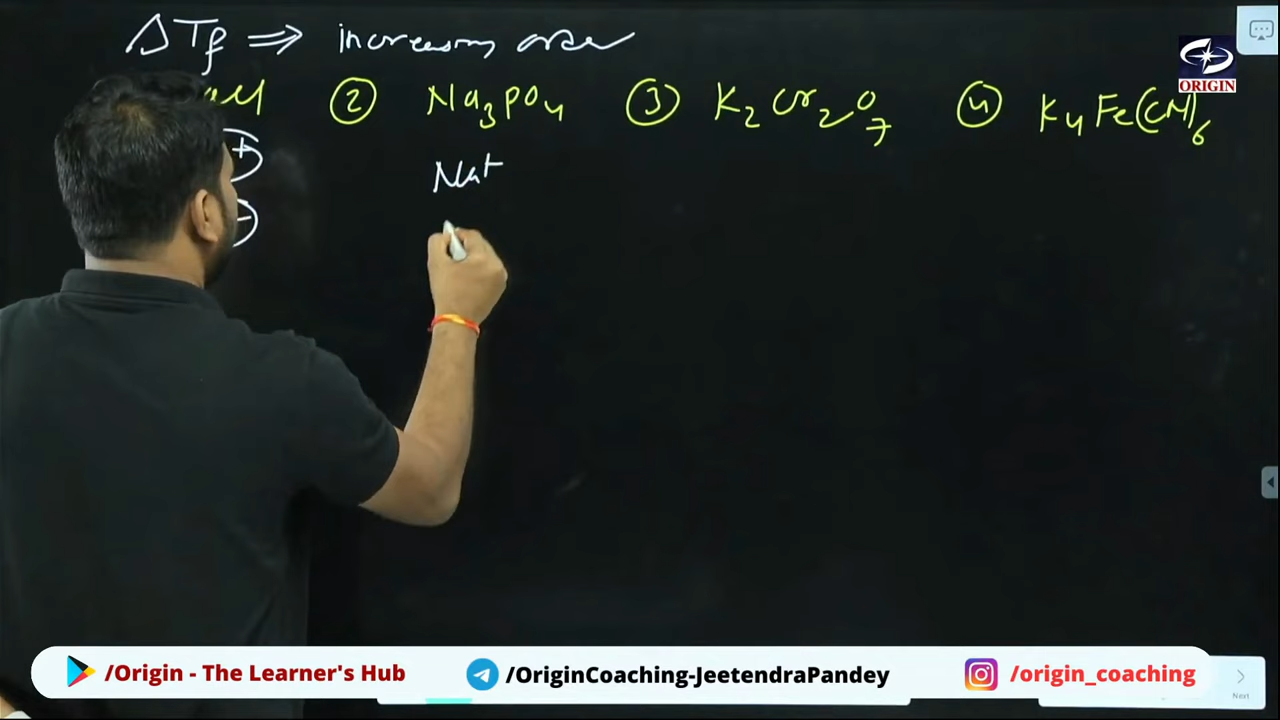 ΔTf ⇒ increasing order
② Na3PO4 ③ K2Cr2O7 ④ K4Fe(CN)6
+
Na+
−
ORIGIN
/Origin - The Learner's Hub
/OriginCoaching-JeetendraPandey
/origin_coaching
Next